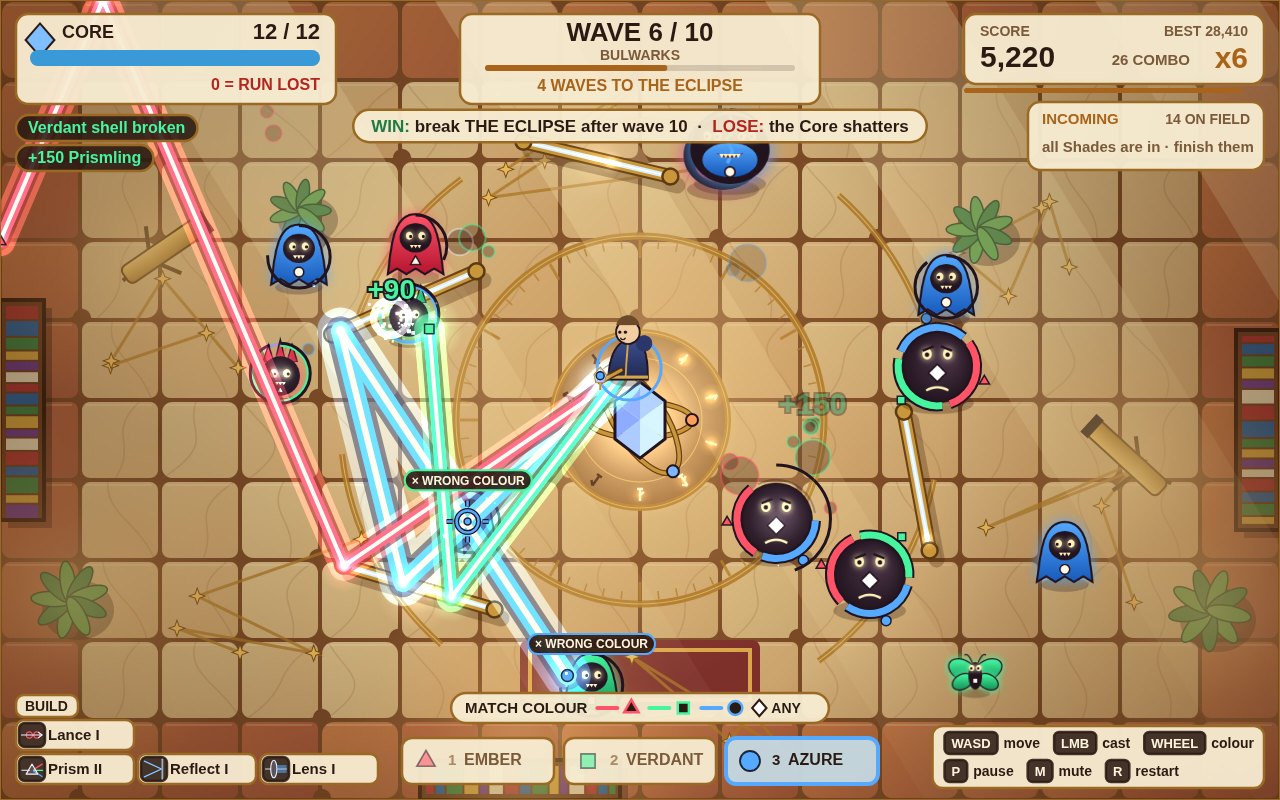 CORE 12 / 12
0 = RUN LOST
WAVE 6 / 10
BULWARKS
4 WAVES TO THE ECLIPSE
SCORE BEST 28,410
5,220 26 COMBO x6
WIN: break THE ECLIPSE after wave 10 · LOSE: the Core shatters
INCOMING 14 ON FIELD
all Shades are in · finish them
Verdant shell broken
+150 Prismling
+90
+150
× WRONG COLOUR
× WRONG COLOUR
MATCH COLOUR ANY
BUILD
Lance I
Prism II
Reflect I
Lens I
1 EMBER
2 VERDANT
3 AZURE
WASD move LMB cast WHEEL colour
P pause M mute R restart